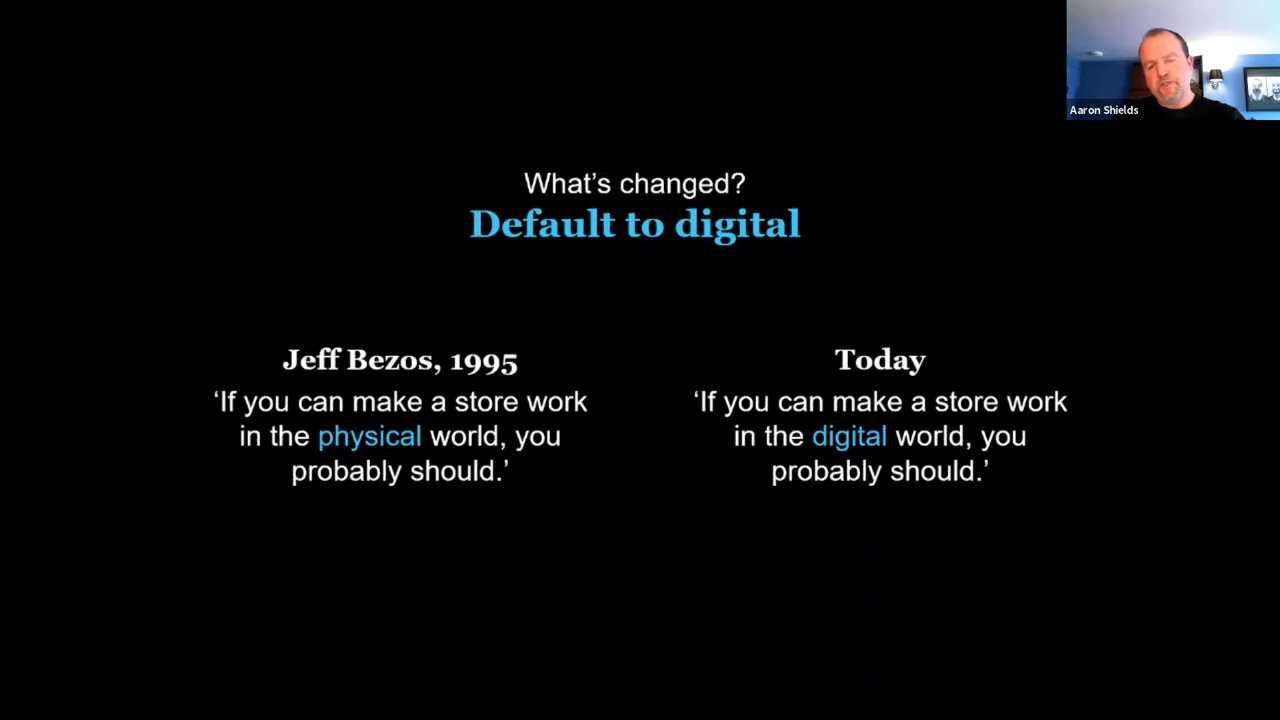 Aaron Shields
What’s changed?
Default to digital
Jeff Bezos, 1995
‘If you can make a store work
in the physical world, you
probably should.’
Today
‘If you can make a store work
in the digital world, you
probably should.’